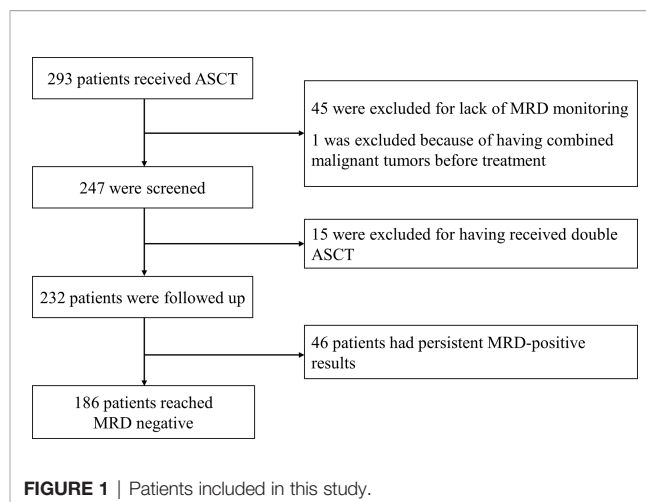 293 patients received ASCT
45 were excluded for lack of MRD monitoring
1 was excluded because of having combined
malignant tumors before treatment
247 were screened
15 were excluded for having received double
ASCT
232 patients were followed up
46 patients had persistent MRD-positive
results
186 patients reached
MRD negative
FIGURE 1 | Patients included in this study.